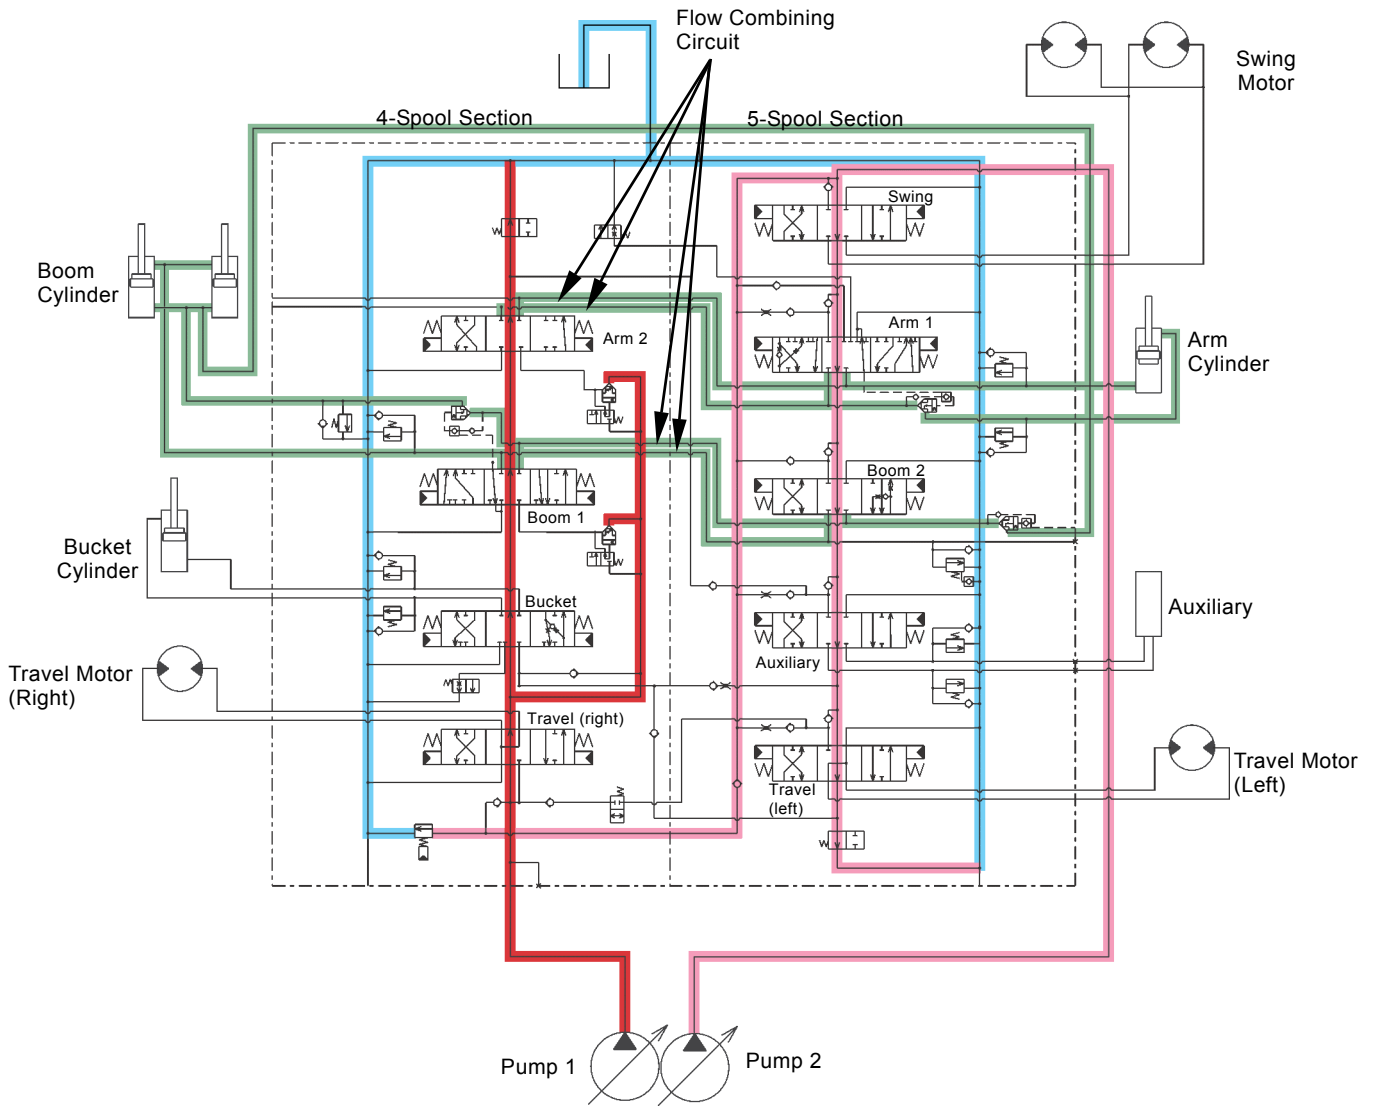 Flow Combining
Circuit
Swing
Motor
4-Spool Section
5-Spool Section
Swing
Boom
Cylinder
Arm 2
Arm 1
Arm
Cylinder
Boom 1
Boom 2
Bucket
Cylinder
Bucket
Auxiliary
Auxiliary
Travel Motor
(Right)
Travel (right)
Travel
(left)
Travel Motor
(Left)
Pump 1
Pump 2